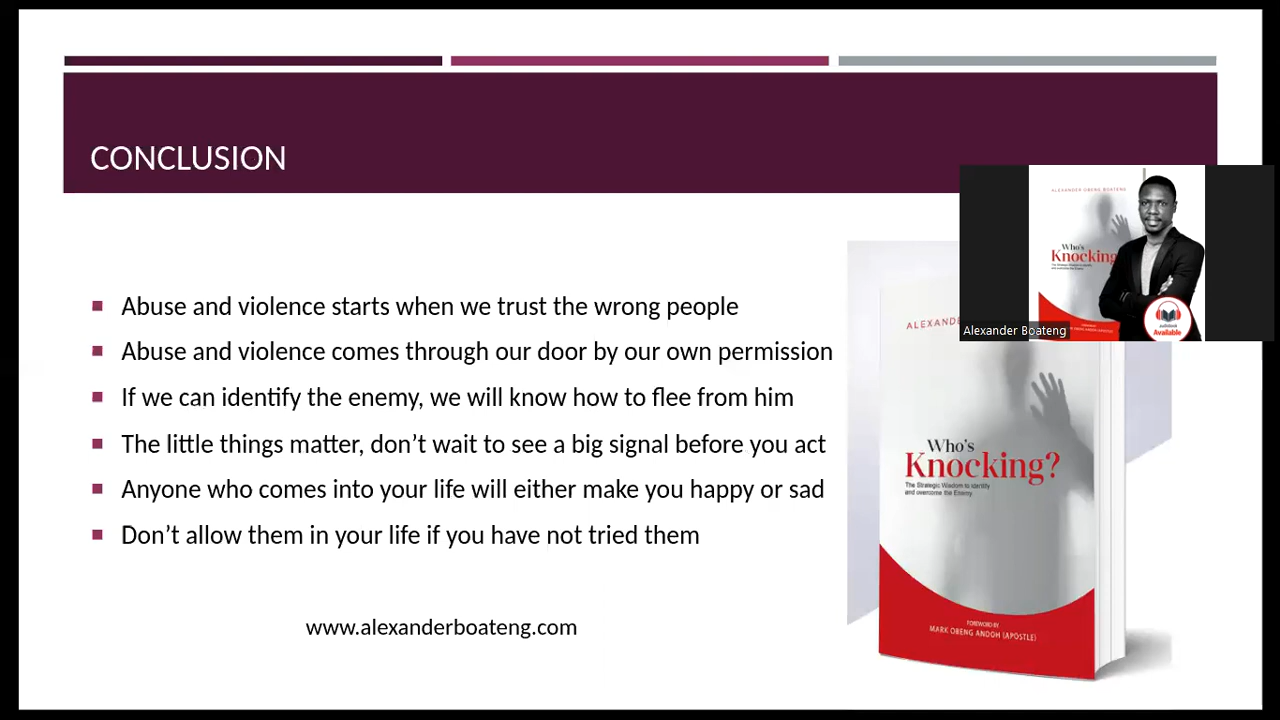 CONCLUSION
Abuse and violence starts when we trust the wrong people
Abuse and violence comes through our door by our own permission
If we can identify the enemy, we will know how to flee from him
The little things matter, don’t wait to see a big signal before you act
Anyone who comes into your life will either make you happy or sad
Don’t allow them in your life if you have not tried them
www.alexanderboateng.com
ALEXANDER OBENG BOATENG
Who's
Knocking
Audiobook
Available
Alexander Boateng
Who's
Knocking?
The Strategic Wisdom to identify
and overcome the Enemy
FOREWORD BY
MARK OBENG ANDOH (APOSTLE)